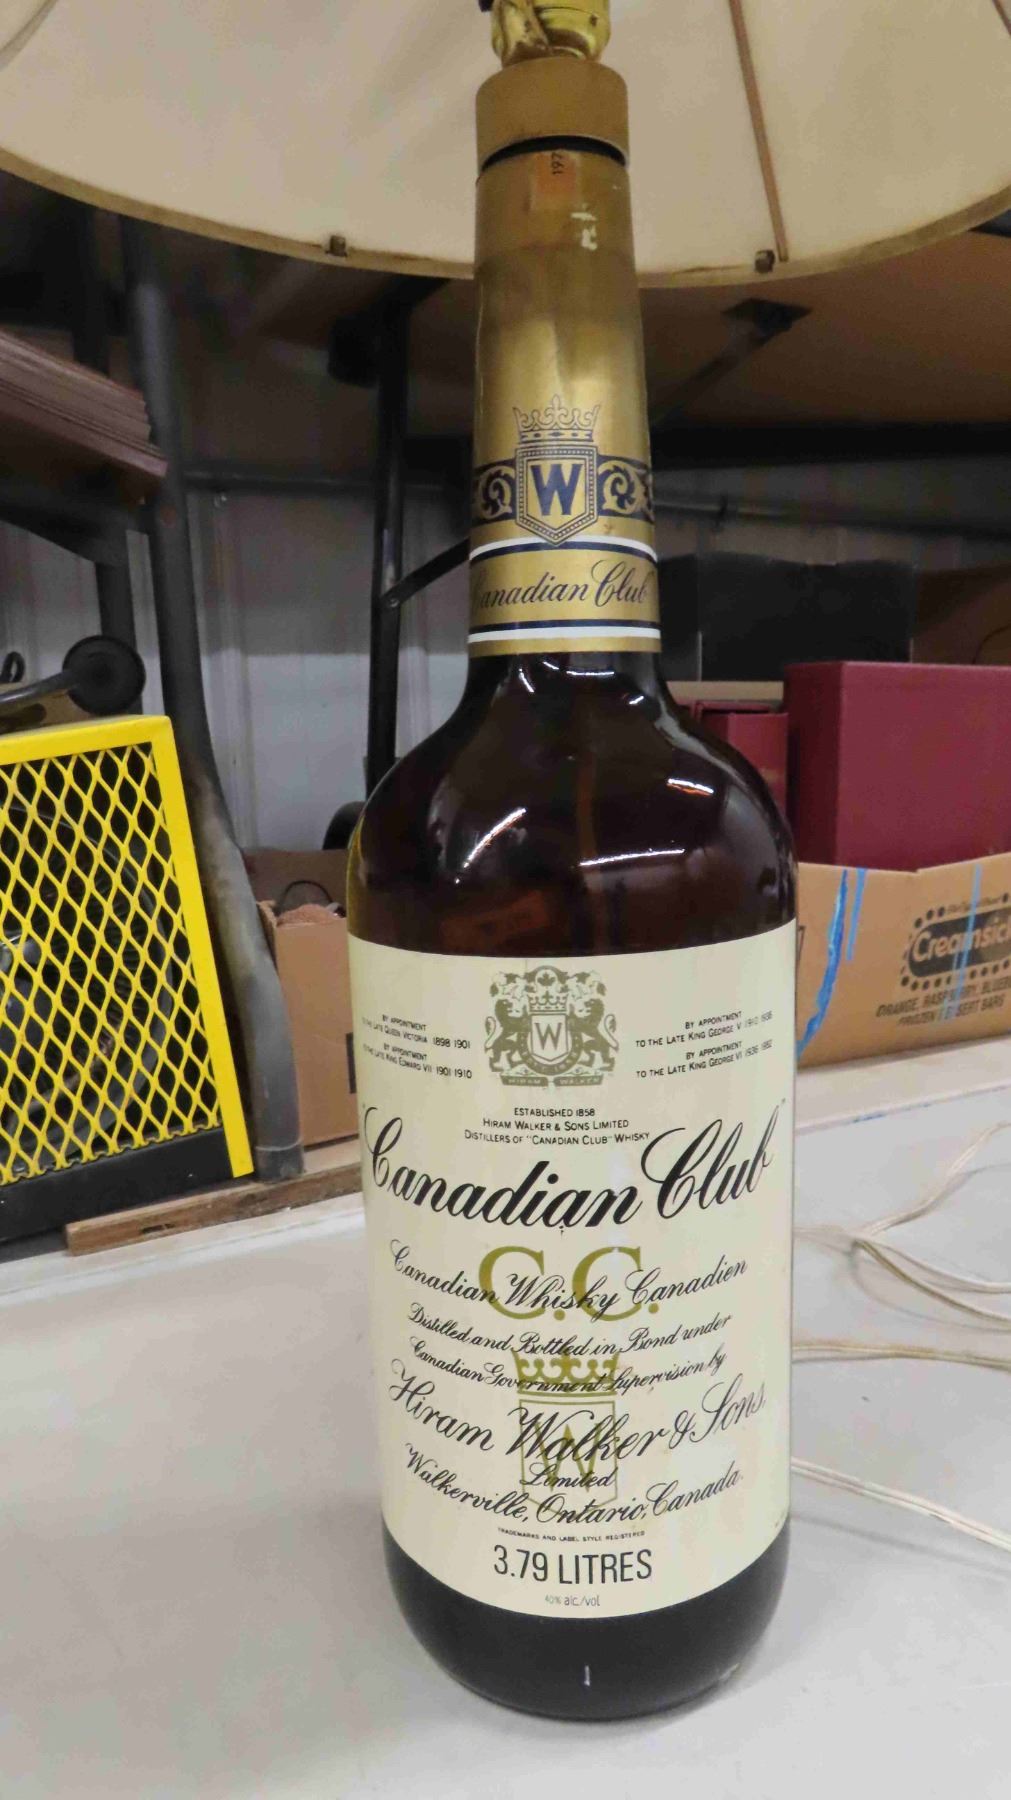 197
W
Canadian Club
BY APPOINTMENT
TO THE LATE QUEEN VICTORIA 1898 1901
BY APPOINTMENT
TO THE LATE KING EDWARD VII 1901-1910
W
HIRAM WALKER
BY APPOINTMENT
TO THE LATE KING GEORGE V 1910 1936
BY APPOINTMENT
TO THE LATE KING GEORGE VI 1936 1952
ESTABLISHED 1858
HIRAM WALKER & SONS LIMITED
DISTILLERS OF "CANADIAN CLUB" WHISKY
"Canadian Club"
C.C.
Canadian Whisky Canadien
Distilled and Bottled in Bond under
Canadian Government Supervision by
Hiram Walker & Sons
Limited
W
Walkerville, Ontario, Canada.
TRADEMARKS AND LABEL STYLE REGISTERED
3.79 LITRES
40% alc./vol
Creamsic
ORANGE, RASPBERRY, BLUEB
FROZEN DESSERT BARS